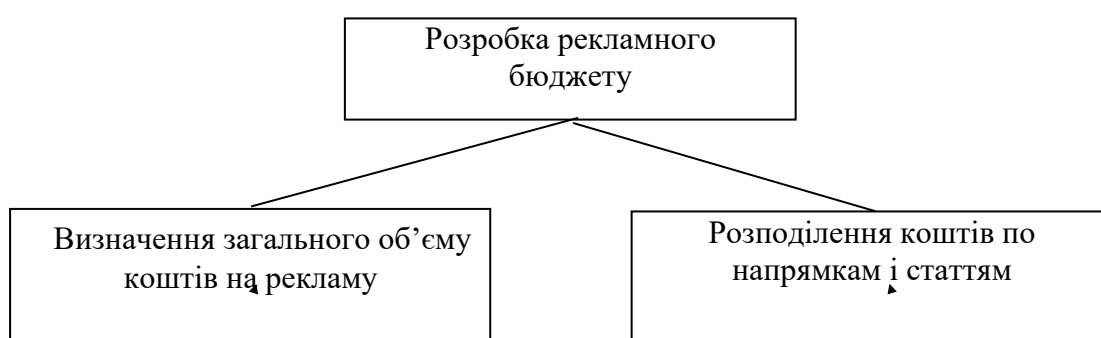 Розробка рекламного
бюджету
Визначення загального об’єму
коштів на рекламу
Розподілення коштів по
напрямкам і статтям